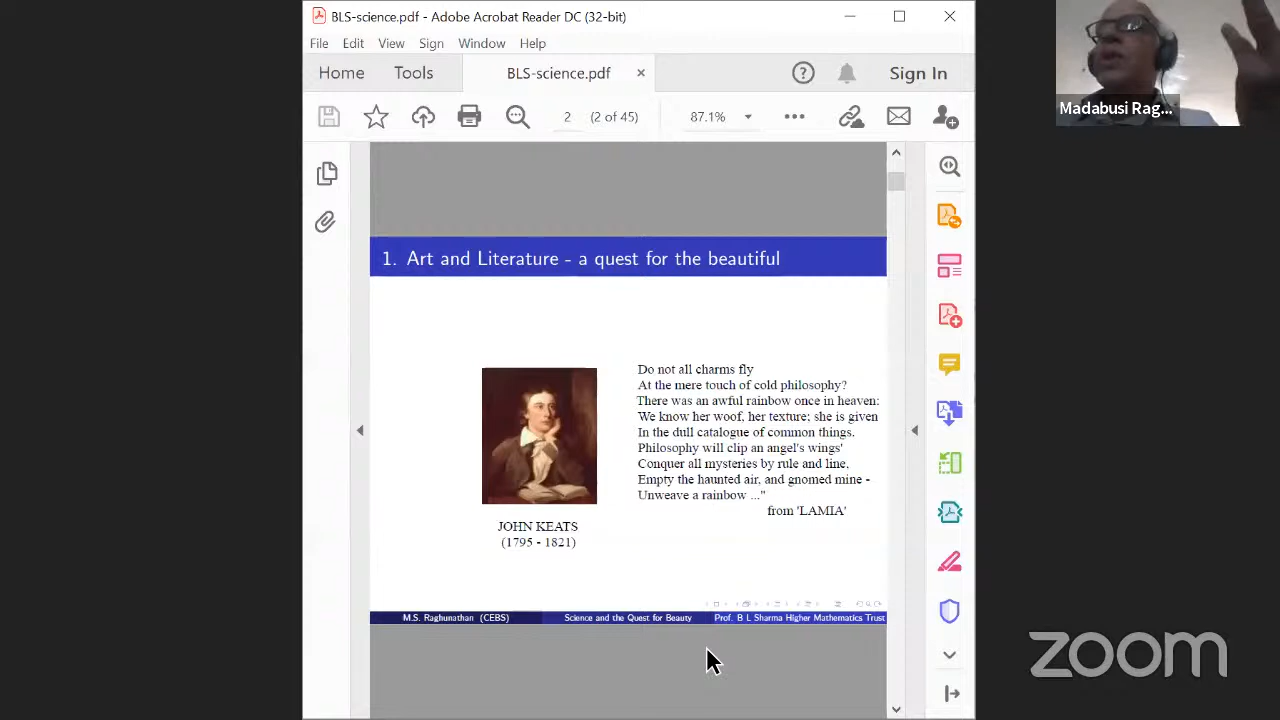 BLS-science.pdf - Adobe Acrobat Reader DC (32-bit)
File Edit View Sign Window Help
Home Tools BLS-science.pdf × Sign In
2 (2 of 45) 87.1%
Madabusi Rag...
1. Art and Literature - a quest for the beautiful
Do not all charms fly
At the mere touch of cold philosophy?
There was an awful rainbow once in heaven:
We know her woof, her texture; she is given
In the dull catalogue of common things.
Philosophy will clip an angel's wings'
Conquer all mysteries by rule and line,
Empty the haunted air, and gnomed mine -
Unweave a rainbow ..."
from 'LAMIA'
JOHN KEATS
(1795 - 1821)
M.S. Raghunathan (CEBS) Science and the Quest for Beauty Prof. B L Sharma Higher Mathematics Trust
zoom